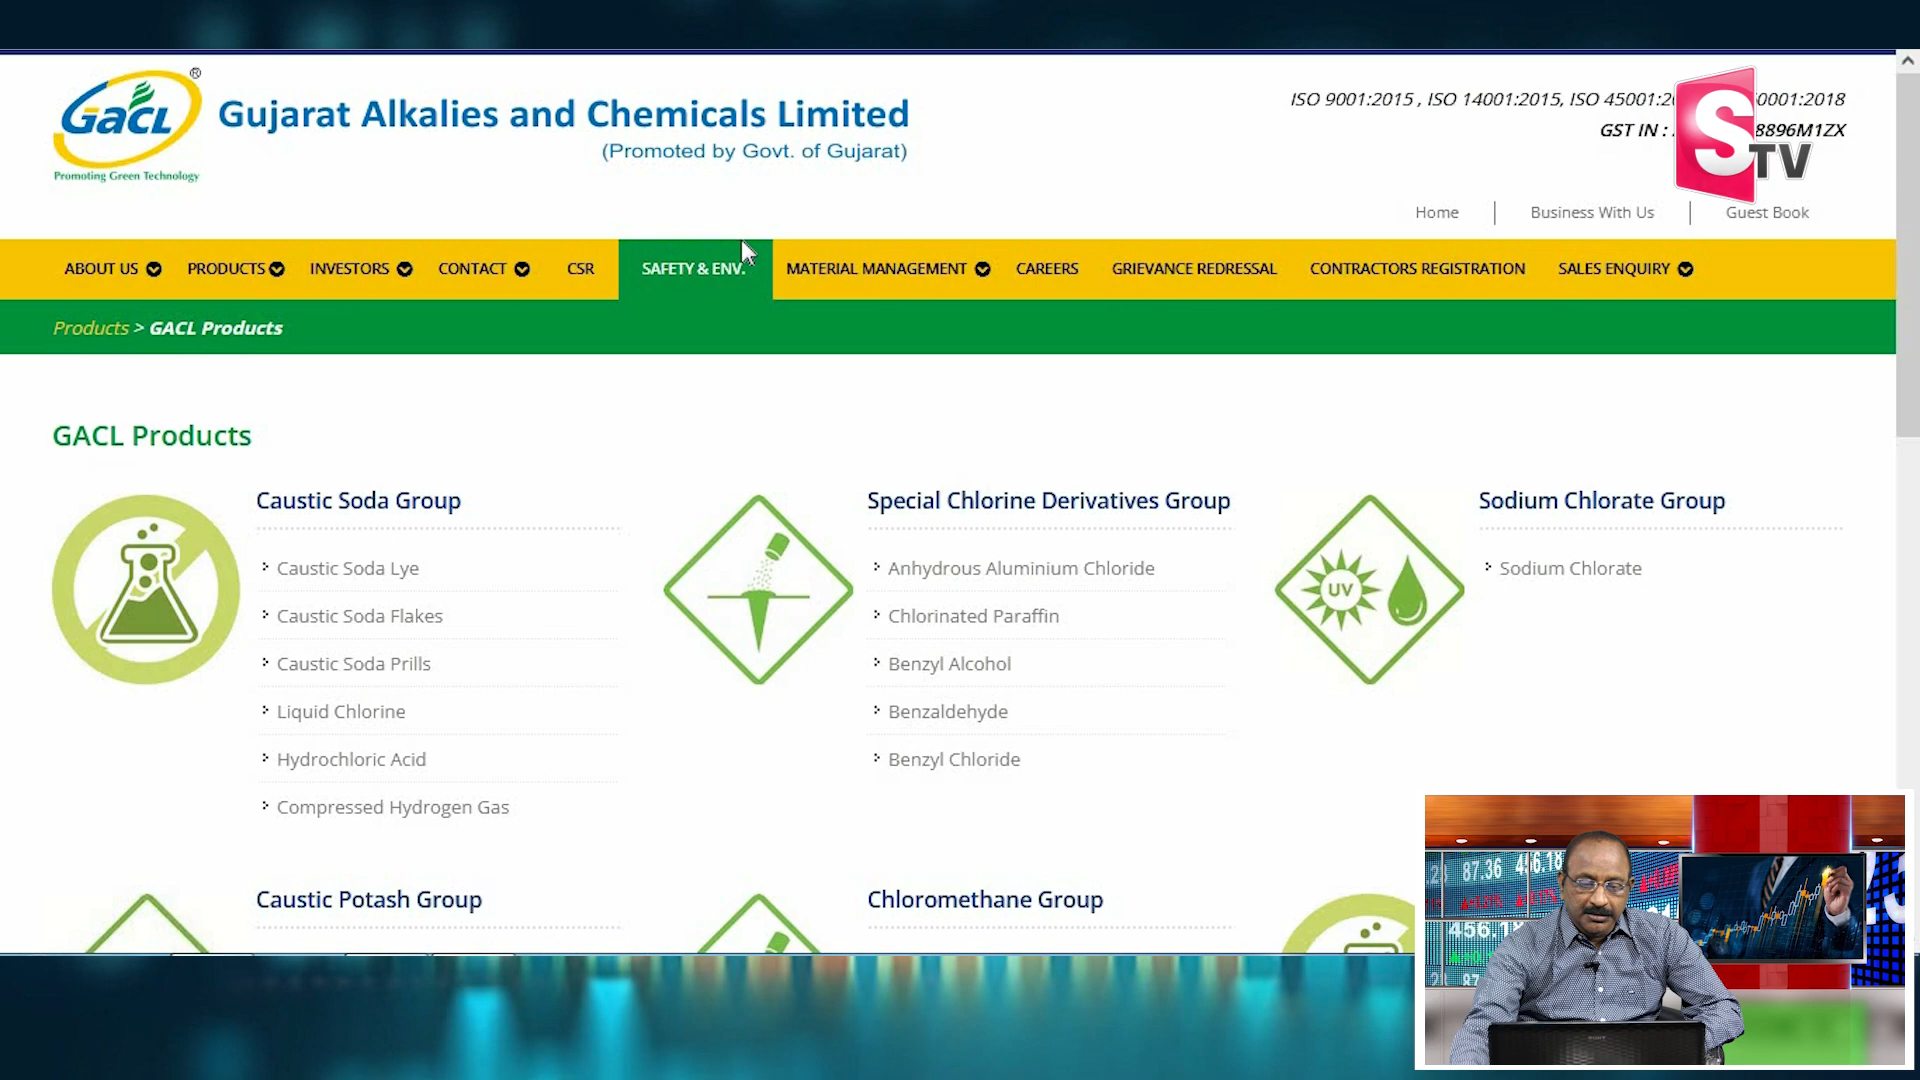 GACL
®
Promoting Green Technology
Gujarat Alkalies and Chemicals Limited
(Promoted by Govt. of Gujarat)
ISO 9001:2015 , ISO 14001:2015, ISO 45001:20 0001:2018
GST IN : 8896M1ZX
STV
Home
Business With Us
Guest Book
ABOUT US
PRODUCTS
INVESTORS
CONTACT
CSR
SAFETY & ENV.
MATERIAL MANAGEMENT
CAREERS
GRIEVANCE REDRESSAL
CONTRACTORS REGISTRATION
SALES ENQUIRY
Products > GACL Products
GACL Products
Caustic Soda Group
Caustic Soda Lye
Caustic Soda Flakes
Caustic Soda Prills
Liquid Chlorine
Hydrochloric Acid
Compressed Hydrogen Gas
Special Chlorine Derivatives Group
Anhydrous Aluminium Chloride
Chlorinated Paraffin
Benzyl Alcohol
Benzaldehyde
Benzyl Chloride
UV
Sodium Chlorate Group
Sodium Chlorate
Caustic Potash Group
Chloromethane Group
87.36
456.18
SONY